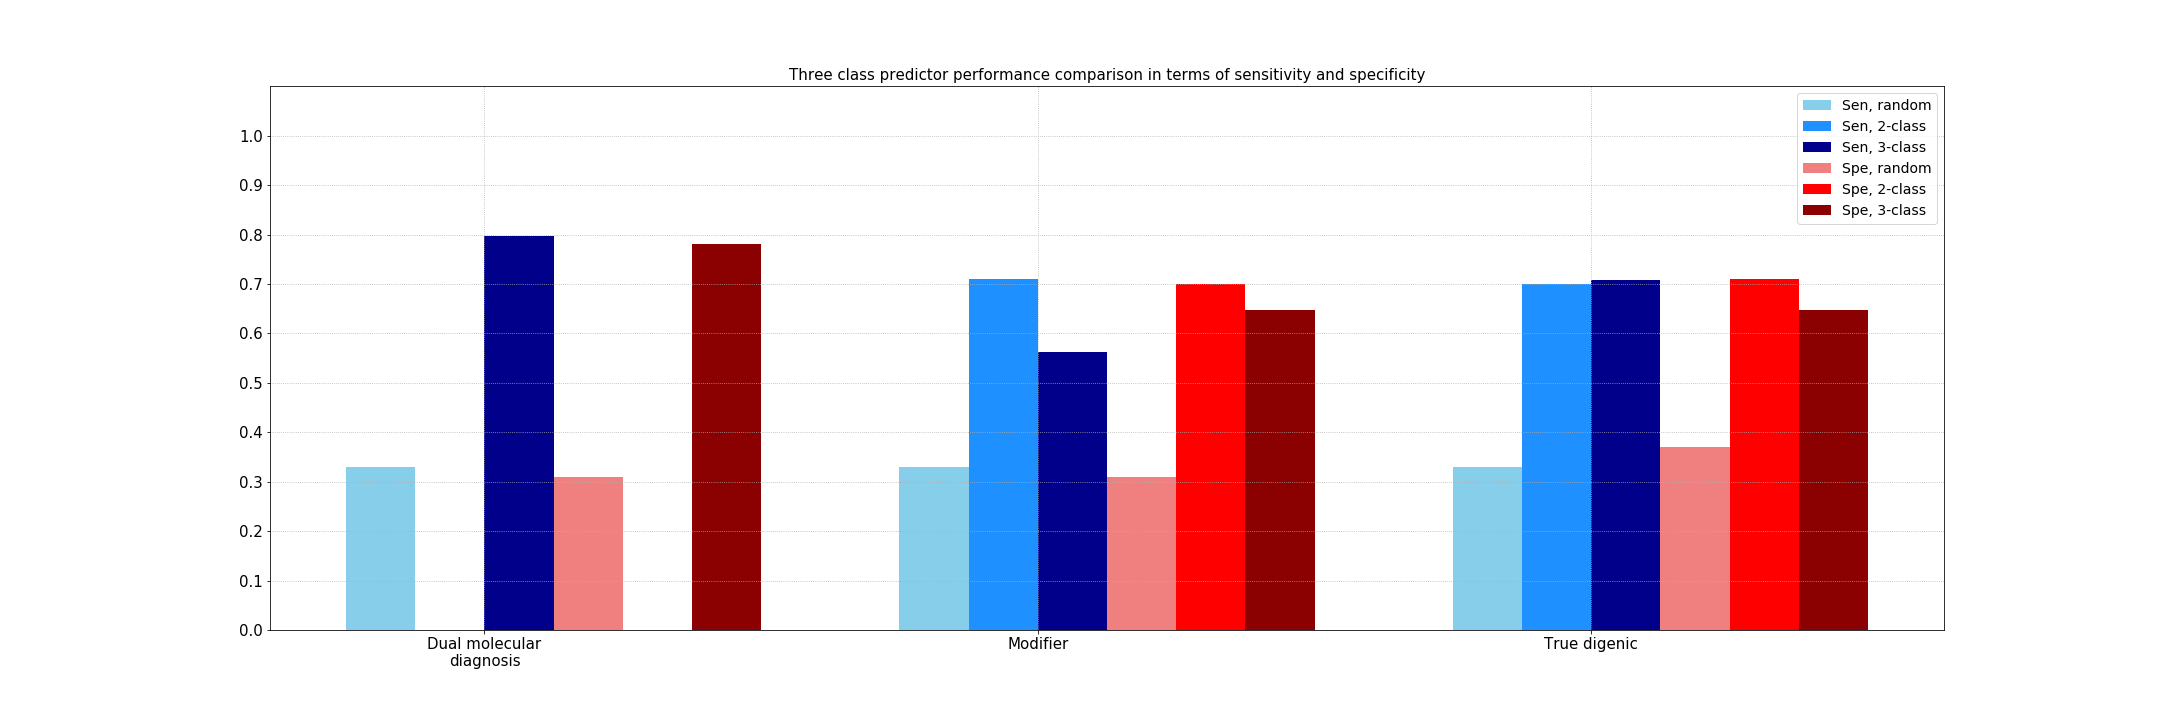 Three class predictor performance comparison in terms of sensitivity and specificity
Sen, random
Sen, 2-class
Sen, 3-class
Spe, random
Spe, 2-class
Spe, 3-class
1.0
0.9
0.8
0.7
0.6
0.5
0.4
0.3
0.2
0.1
0.0
Dual molecular
diagnosis
Modifier
True digenic